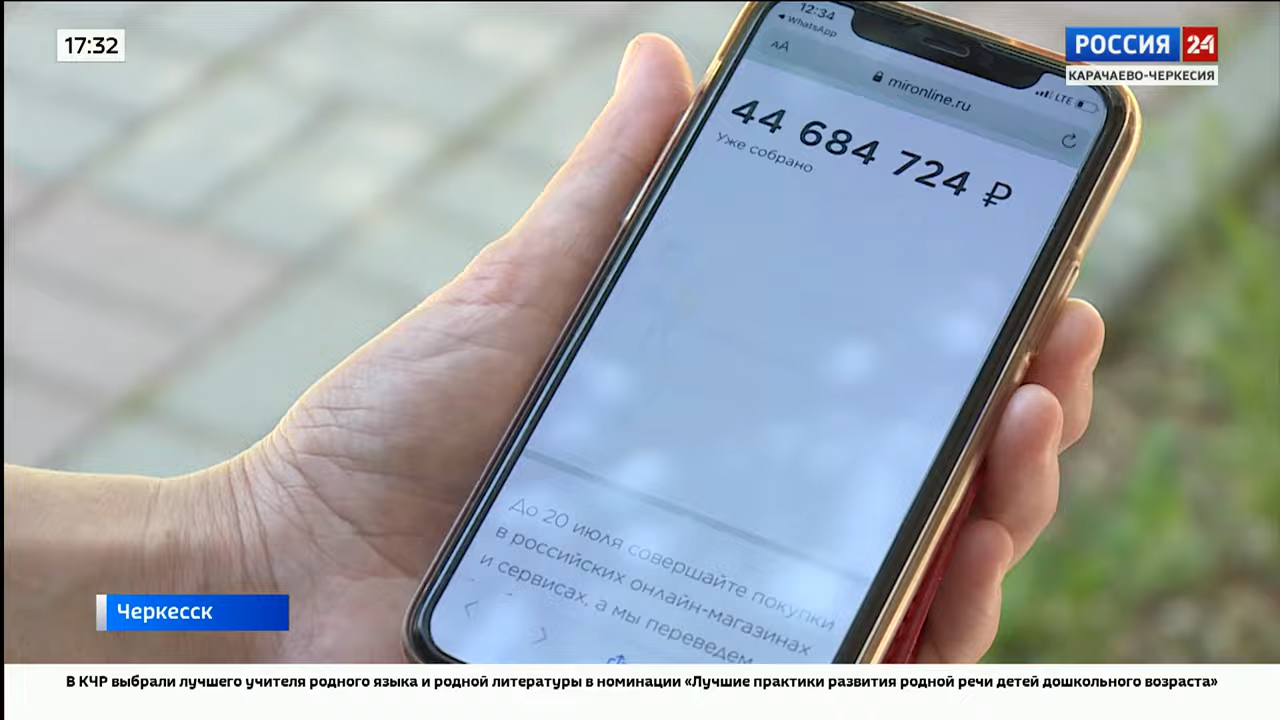 17:32
РОССИЯ 24
КАРАЧАЕВО-ЧЕРКЕСИЯ
12:34
WhatsApp
LTE
AA
mironline.ru
44 684 724 ₽
Уже собрано
До 20 июля совершайте покупки
в российских онлайн-магазинах
и сервисах, а мы переведем
Черкесск
В КЧР выбрали лучшего учителя родного языка и родной литературы в номинации «Лучшие практики развития родной речи детей дошкольного возраста»